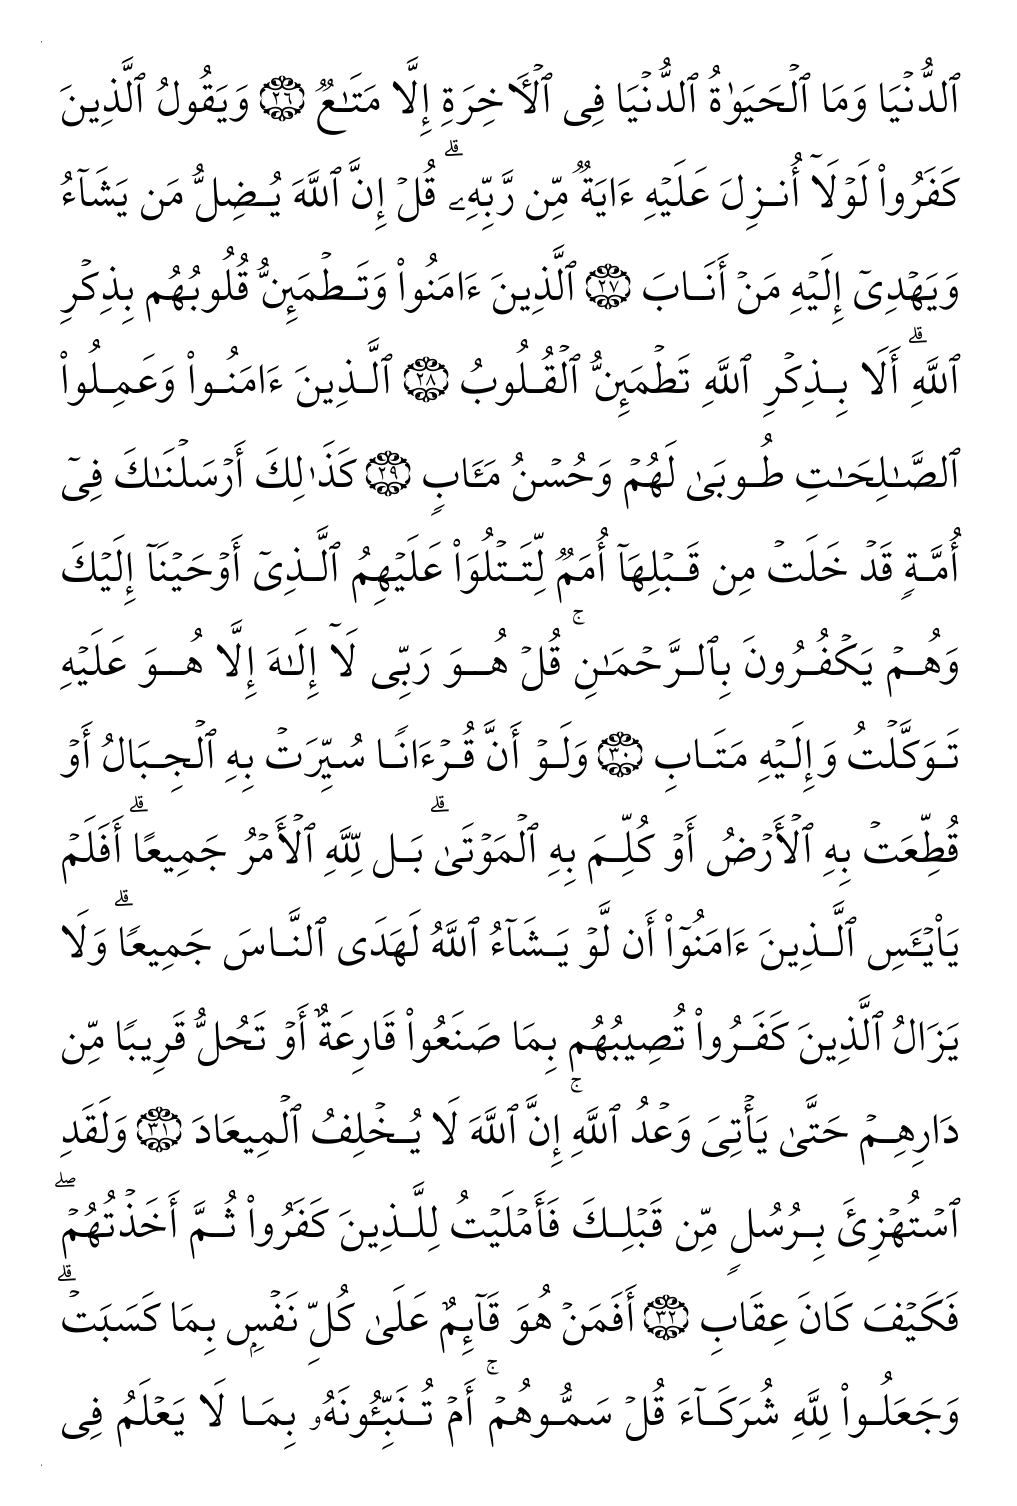 ٱلدُّنۡيَا وَمَا ٱلۡحَيَوٰةُ ٱلدُّنۡيَا فِى ٱلۡأَخِرَةِ إِلَّا مَتَـٰعٌ ۝٢٦ وَيَقُولُ ٱلَّذِينَ
كَفَرُوا۟ لَوۡلَآ أُنزِلَ عَلَيۡهِ ءَايَةٌ مِّن رَّبِّهِۦۗ قُلۡ إِنَّ ٱللَّهَ يُضِلُّ مَن يَشَآءُ
وَيَهۡدِىٓ إِلَيۡهِ مَنۡ أَنَابَ ۝٢٧ ٱلَّذِينَ ءَامَنُوا۟ وَتَطۡمَئِنُّ قُلُوبُهُم بِذِكۡرِ
ٱللَّهِۗ أَلَا بِذِكۡرِ ٱللَّهِ تَطۡمَئِنُّ ٱلۡقُلُوبُ ۝٢٨ ٱلَّذِينَ ءَامَنُوا۟ وَعَمِلُوا۟
ٱلصَّـٰلِحَـٰتِ طُوبَىٰ لَهُمۡ وَحُسۡنُ مَـَٔابٍ ۝٢٩ كَذَٰلِكَ أَرۡسَلۡنَـٰكَ فِىٓ
أُمَّةٍ قَدۡ خَلَتۡ مِن قَبۡلِهَآ أُمَمٌ لِّتَتۡلُوَا۟ عَلَيۡهِمُ ٱلَّذِىٓ أَوۡحَيۡنَآ إِلَيۡكَ
وَهُمۡ يَكۡفُرُونَ بِٱلرَّحۡمَـٰنِۚ قُلۡ هُوَ رَبِّى لَآ إِلَـٰهَ إِلَّا هُوَ عَلَيۡهِ
تَوَكَّلۡتُ وَإِلَيۡهِ مَتَابِ ۝٣٠ وَلَوۡ أَنَّ قُرۡءَانًا سُيِّرَتۡ بِهِ ٱلۡجِبَالُ أَوۡ
قُطِّعَتۡ بِهِ ٱلۡأَرۡضُ أَوۡ كُلِّمَ بِهِ ٱلۡمَوۡتَىٰۗ بَل لِّلَّهِ ٱلۡأَمۡرُ جَمِيعًاۗ أَفَلَمۡ
يَا۟يۡـَٔسِ ٱلَّذِينَ ءَامَنُوٓا۟ أَن لَّوۡ يَشَآءُ ٱللَّهُ لَهَدَى ٱلنَّاسَ جَمِيعًاۗ وَلَا
يَزَالُ ٱلَّذِينَ كَفَرُوا۟ تُصِيبُهُم بِمَا صَنَعُوا۟ قَارِعَةٌ أَوۡ تَحُلُّ قَرِيبًا مِّن
دَارِهِمۡ حَتَّىٰ يَأۡتِىَ وَعۡدُ ٱللَّهِۚ إِنَّ ٱللَّهَ لَا يُخۡلِفُ ٱلۡمِيعَادَ ۝٣١ وَلَقَدِ
ٱسۡتُهۡزِئَ بِرُسُلٍ مِّن قَبۡلِكَ فَأَمۡلَيۡتُ لِلَّذِينَ كَفَرُوا۟ ثُمَّ أَخَذۡتُهُمۡۖ
فَكَيۡفَ كَانَ عِقَابِ ۝٣٢ أَفَمَنۡ هُوَ قَآئِمٌ عَلَىٰ كُلِّ نَفۡسٍۭ بِمَا كَسَبَتۡۗ
وَجَعَلُوا۟ لِلَّهِ شُرَكَآءَ قُلۡ سَمُّوهُمۡۚ أَمۡ تُنَبِّـُٔونَهُۥ بِمَا لَا يَعۡلَمُ فِى